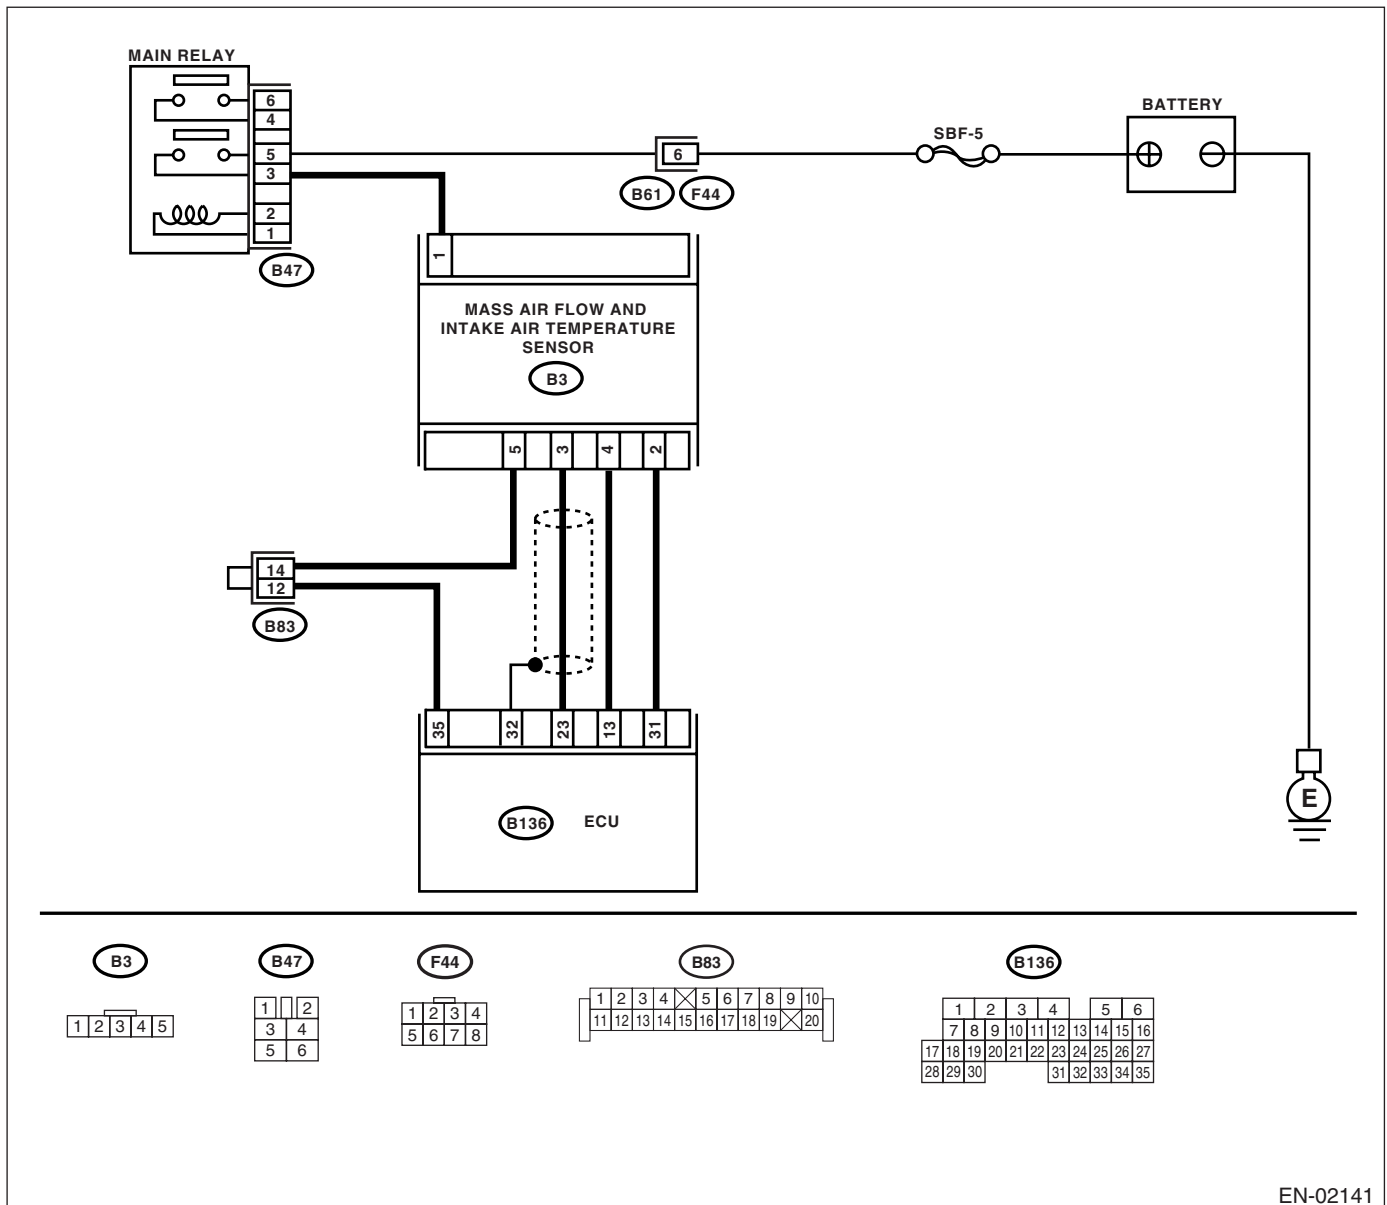 MAIN RELAY
6
4
5
3
2
1
B47
6
B61 F44
SBF-5
BATTERY
1
MASS AIR FLOW AND
INTAKE AIR TEMPERATURE
SENSOR
B3
5 3 4 2
14
12
B83
35 32 23 13 31
B136 ECU
E
B3 B47 F44 B83 B136
1 2 3 4 5
1 2
3 4
5 6
1 2 3 4
5 6 7 8
1 2 3 4 5 6 7 8 9 10
11 12 13 14 15 16 17 18 19 20
1 2 3 4 5 6
7 8 9 10 11 12 13 14 15 16
17 18 19 20 21 22 23 24 25 26 27
28 29 30 31 32 33 34 35
EN-02141